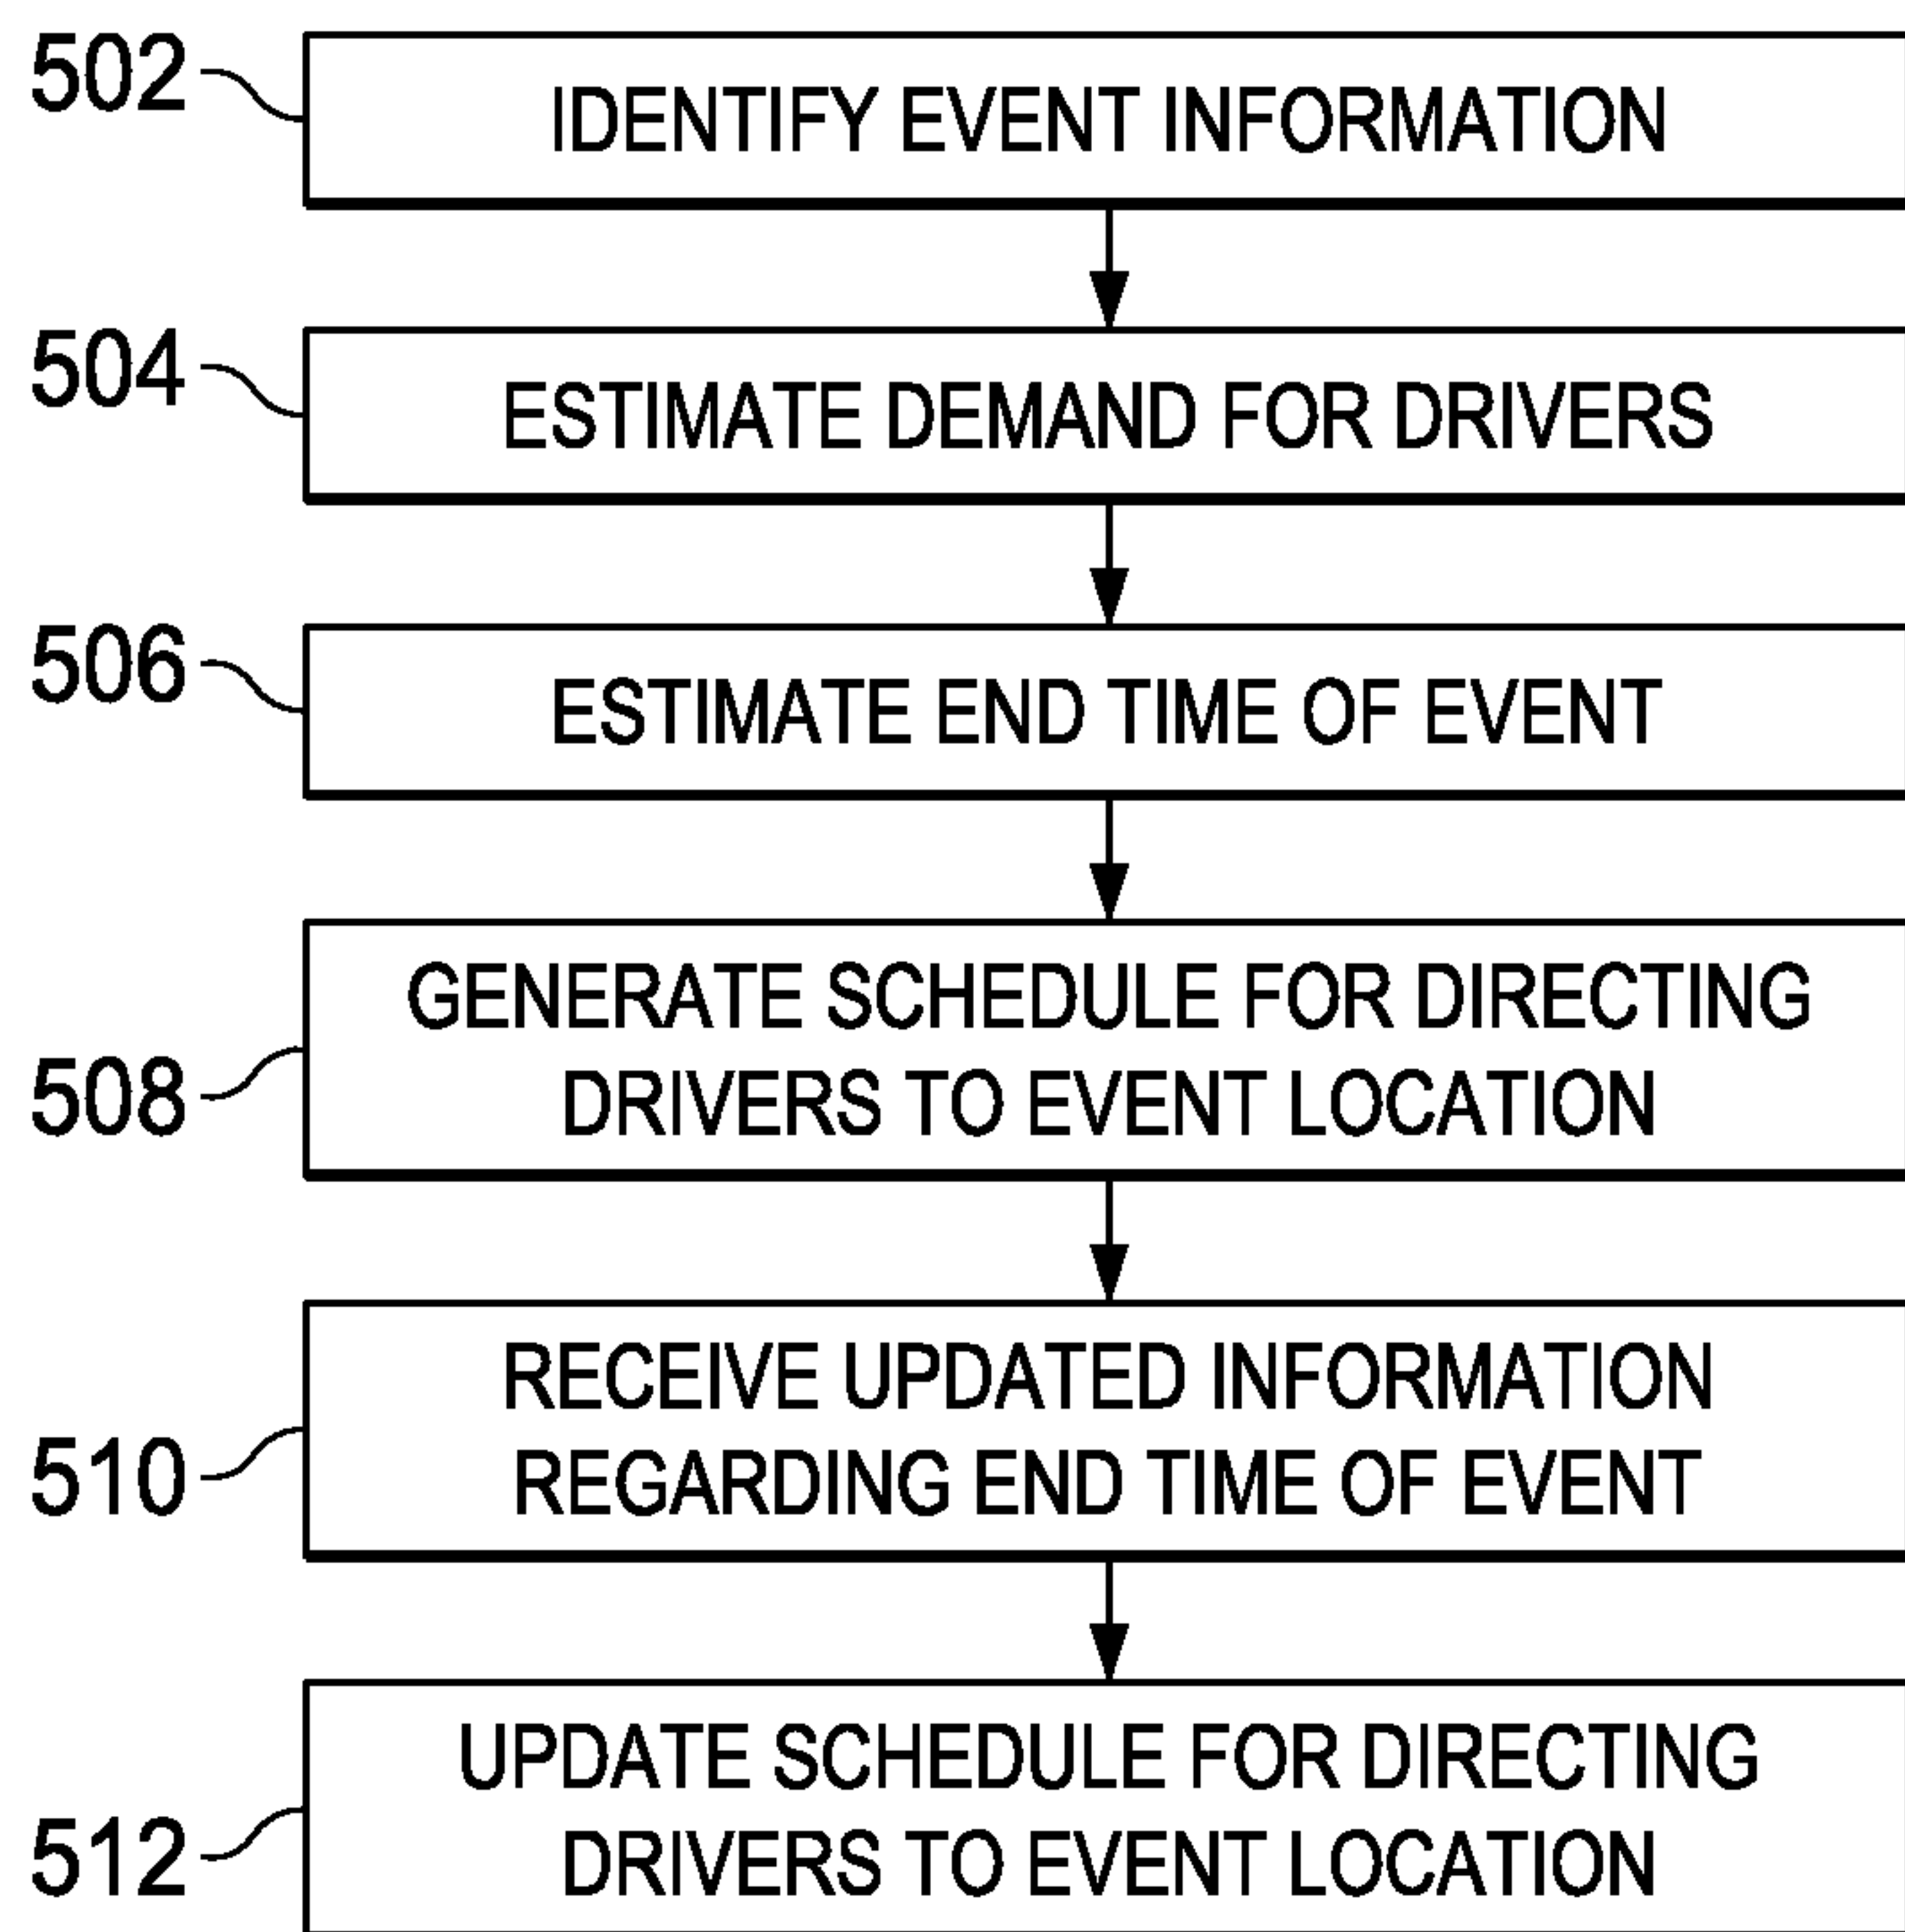 502
IDENTIFY EVENT INFORMATION
504
ESTIMATE DEMAND FOR DRIVERS
506
ESTIMATE END TIME OF EVENT
GENERATE SCHEDULE FOR DIRECTING
508
DRIVERS TO EVENT LOCATION
RECEIVE UPDATED INFORMATION
510
REGARDING END TIME OF EVENT
UPDATE SCHEDULE FOR DIRECTING
512
DRIVERS TO EVENT LOCATION